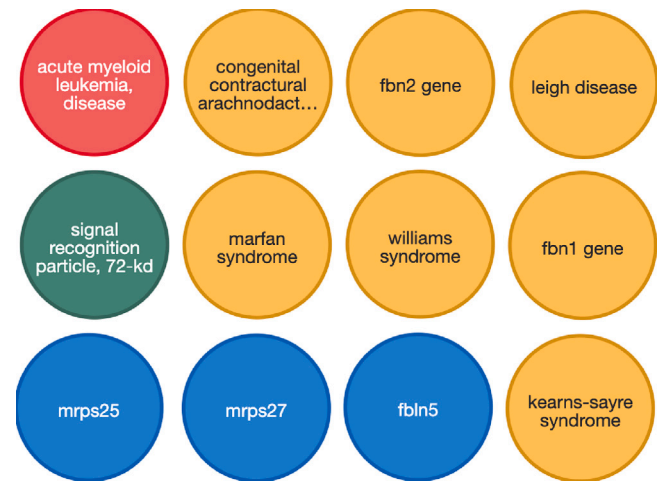 acute myeloid
leukemia,
disease
congenital
contractural
arachnodact...
fbn2 gene
leigh disease
signal
recognition
particle, 72-kd
marfan
syndrome
williams
syndrome
fbn1 gene
mrps25
mrps27
fbln5
kearns-sayre
syndrome